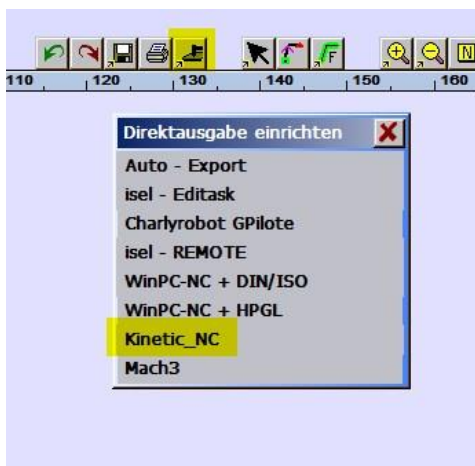 F N
110 120 130 140 150 160
Direktausgabe einrichten
Auto - Export
isel - Editask
Charlyrobot GPilote
isel - REMOTE
WinPC-NC + DIN/ISO
WinPC-NC + HPGL
Kinetic_NC
Mach3